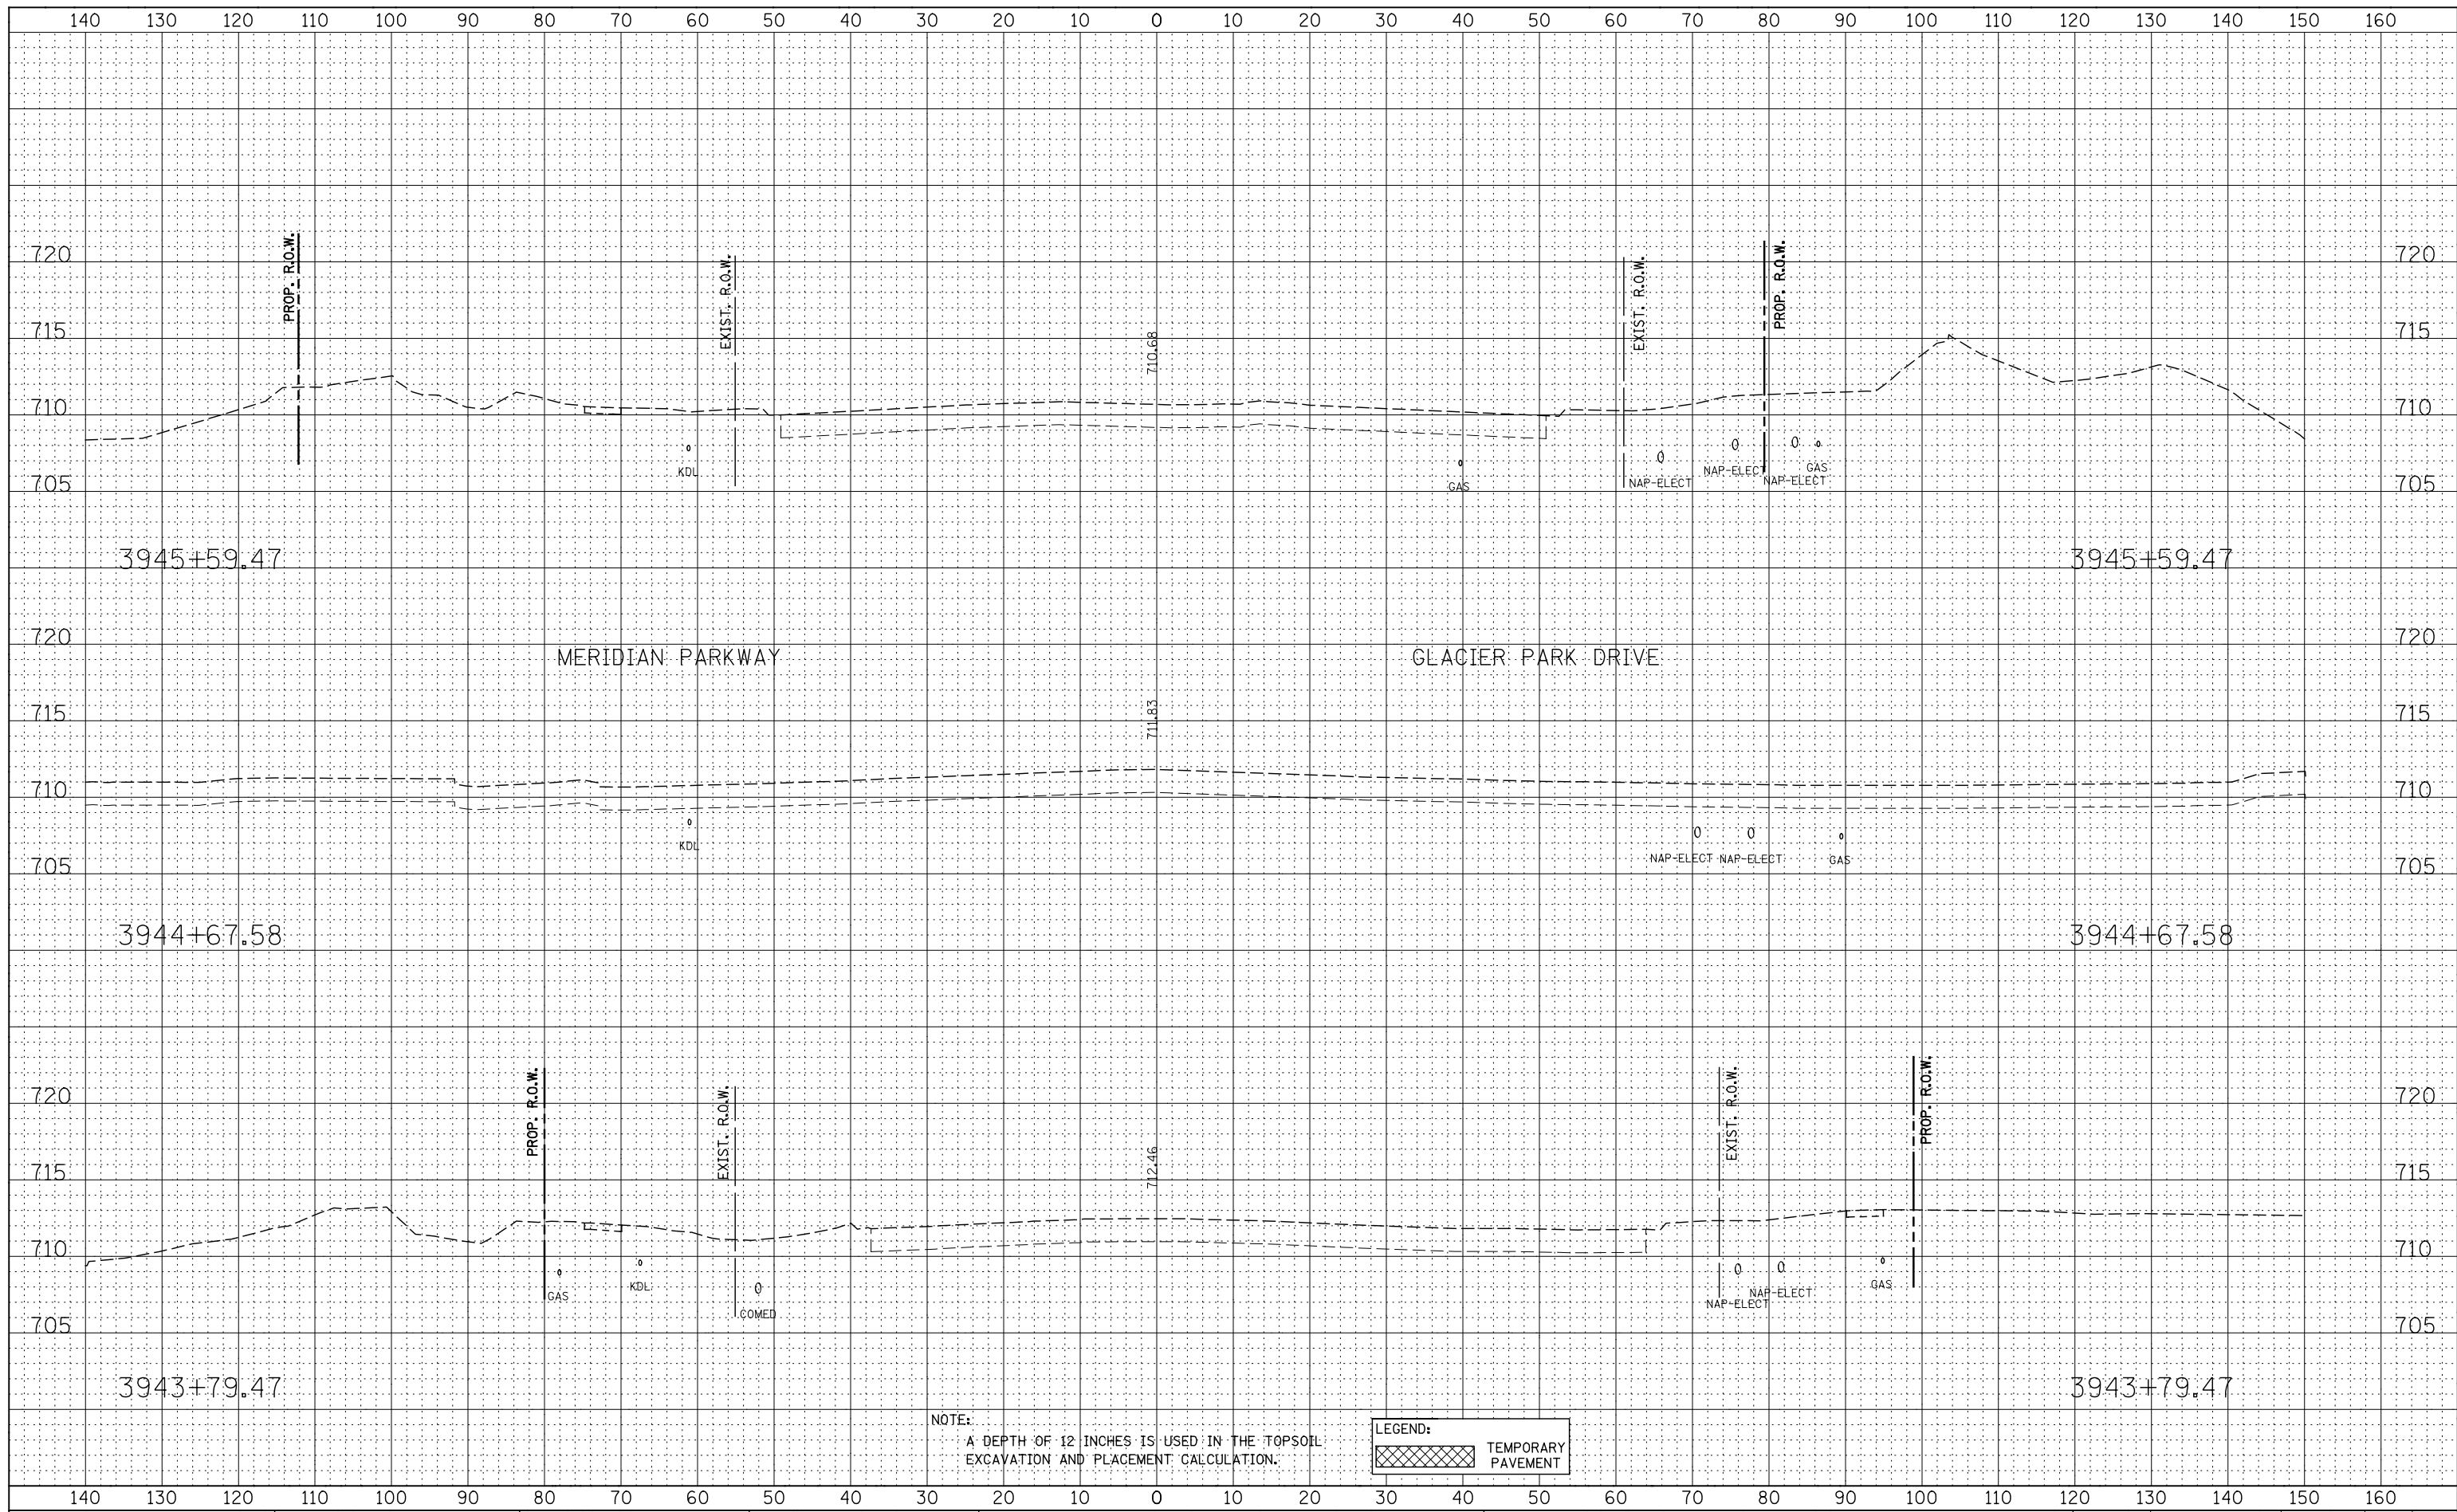 140 130 120 110 100 90 80 70 60 50 40 30 20 10 0 10 20 30 40 50 60 70 80 90 100 110 120 130 140 150 160
PROP. R.O.W.
EXIST. R.O.W.
EXIST. R.O.W.
PROP. R.O.W.
720 720
715 710.68 715
710 710
KDL GAS NAP-ELECT NAP-ELECT NAP-ELECT GAS
705 705
3945+59.47 3945+59.47
720 720
MERIDIAN PARKWAY GLACIER PARK DRIVE
715 711.83 715
710 710
KDL NAP-ELECT NAP-ELECT GAS
705 705
3944+67.58 3944+67.58
PROP. R.O.W.
EXIST. R.O.W.
EXIST. R.O.W.
PROP. R.O.W.
720 720
715 712.46 715
710 710
GAS KDL COMED NAP-ELECT NAP-ELECT GAS
705 705
3943+79.47 3943+79.47
NOTE:
A DEPTH OF 12 INCHES IS USED IN THE TOPSOIL
EXCAVATION AND PLACEMENT CALCULATION.
LEGEND:
TEMPORARY
PAVEMENT
140 130 120 110 100 90 80 70 60 50 40 30 20 10 0 10 20 30 40 50 60 70 80 90 100 110 120 130 140 150 160